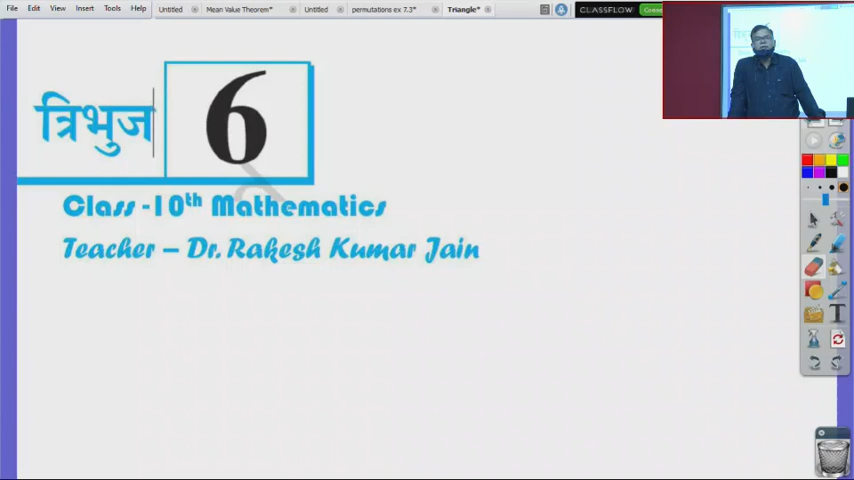 File Edit View Insert Tools Help Untitled Mean Value Theorem* Untitled permutations ex 7.3* Triangle* CLASSFLOW
त्रिभुज 6
Class -10th Mathematics
Teacher – Dr. Rakesh Kumar Jain